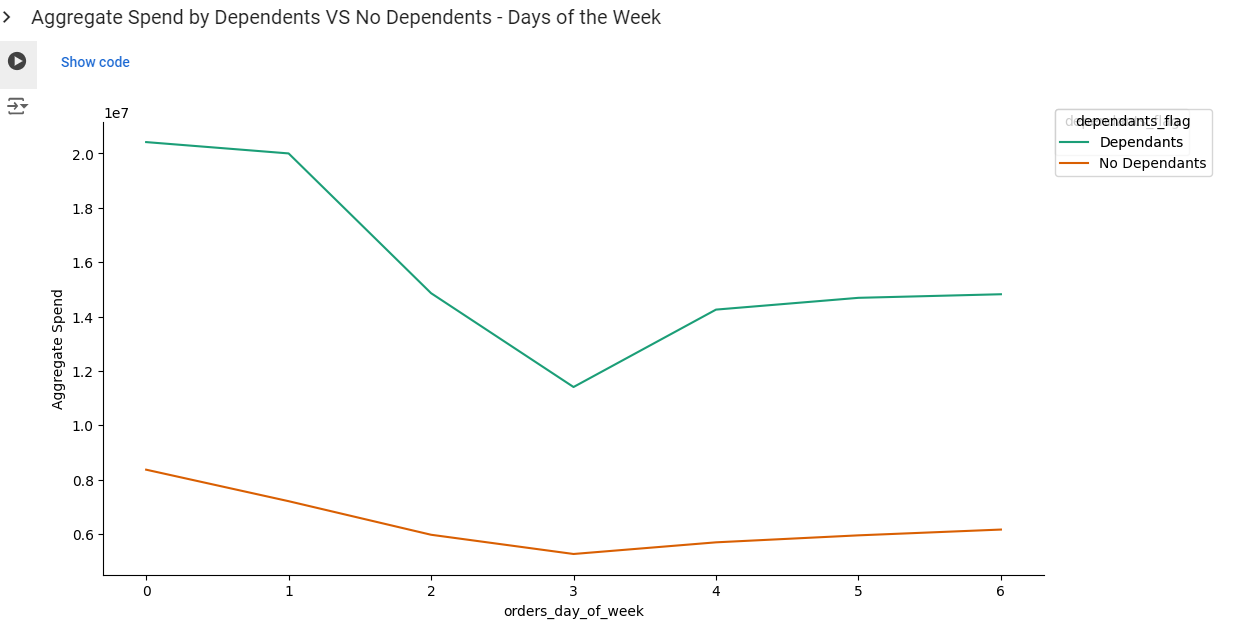 Aggregate Spend by Dependents VS No Dependents - Days of the Week
Show code
1e7
dependants_flag
Dependants
No Dependants
2.0
1.8
1.6
1.4
1.2
1.0
0.8
0.6
Aggregate Spend
0 1 2 3 4 5 6
orders_day_of_week